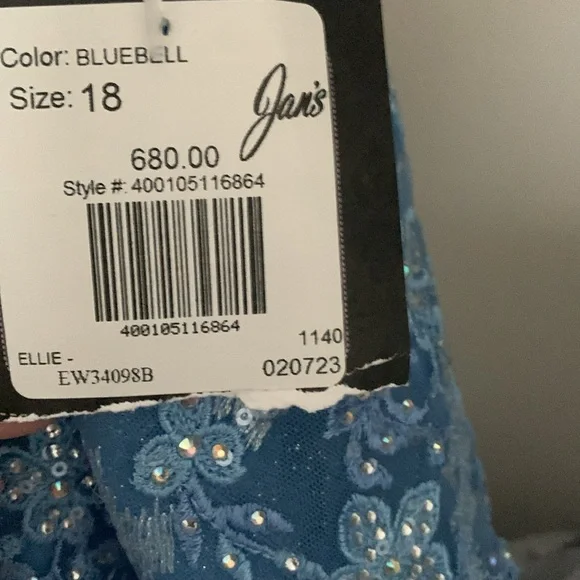 Color: BLUEBELL
Size: 18
Jan's
680.00
Style #: 400105116864
400105116864
1140
ELLIE -
EW34098B
020723